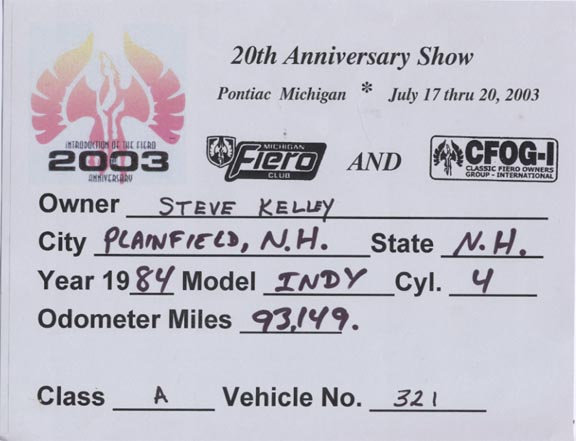 20th Anniversary Show
Pontiac Michigan * July 17 thru 20, 2003
INTRODUCTION OF THE FIERO
2003
ANNIVERSARY
MICHIGAN
Fiero
CLUB
AND
CFOG-I
CLASSIC FIERO OWNERS
GROUP - INTERNATIONAL
Owner STEVE KELLEY
City PLAINFIELD, N.H. State N.H.
Year 1984 Model INDY Cyl. 4
Odometer Miles 93,149.
Class A Vehicle No. 321